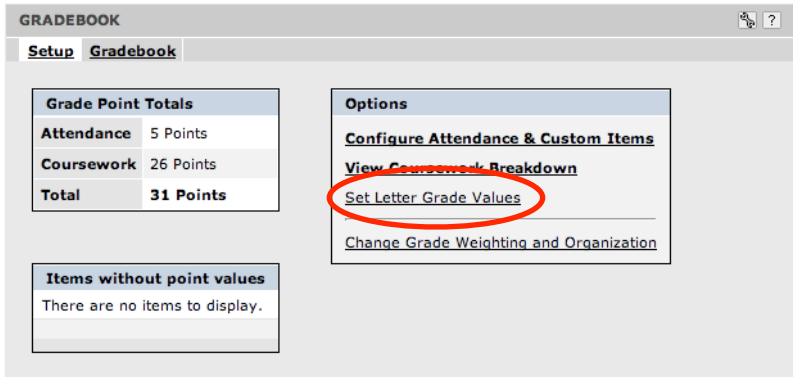 GRADEBOOK ?
Setup Gradebook
Grade Point Totals
Attendance 5 Points
Coursework 26 Points
Total 31 Points
Options
Configure Attendance & Custom Items
View Coursework Breakdown
Set Letter Grade Values
Change Grade Weighting and Organization
Items without point values
There are no items to display.